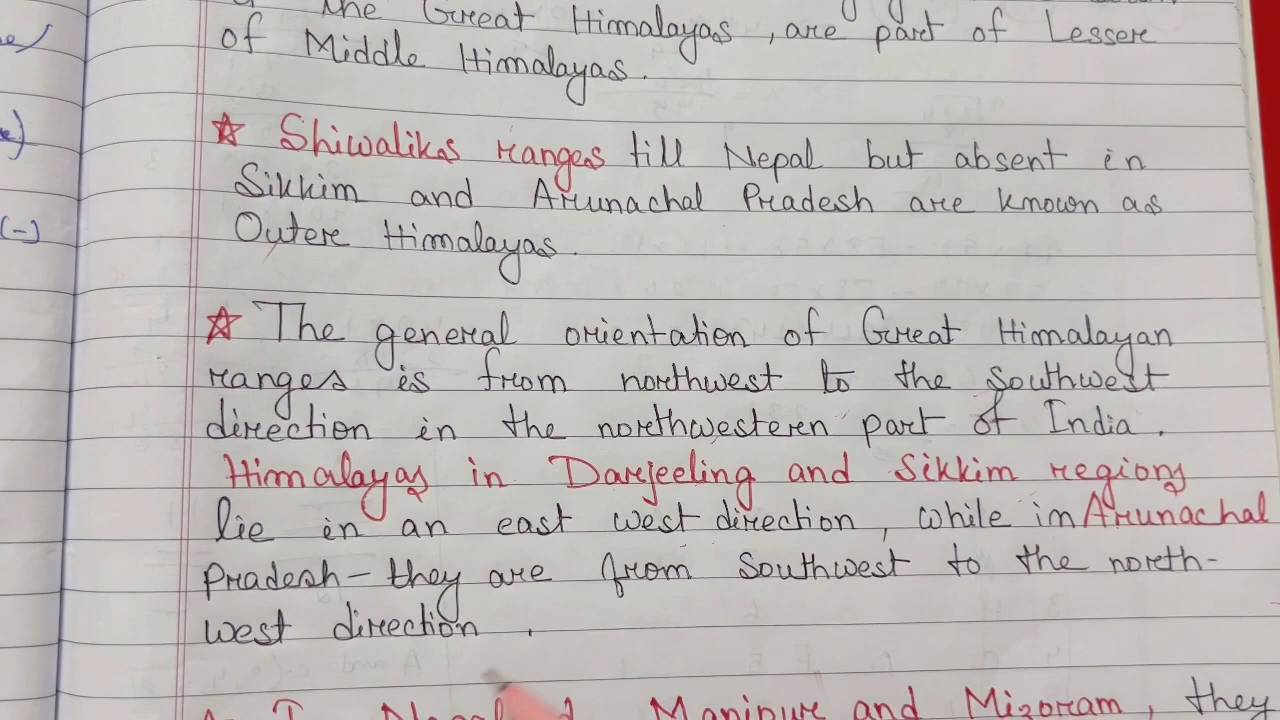 the Great Himalayas, are part of Lesser
of Middle Himalayas.
☆ Shiwaliks ranges till Nepal but absent in
Sikkim and Arunachal Pradesh are known as
Outer Himalayas.
☆ The general orientation of Great Himalayan
ranges is from northwest to the southwest
direction in the northwestern part of India.
Himalayas in Darjeeling and Sikkim regions
lie in an east west direction, while in Arunachal
Pradesh - they are from southwest to the north-
west direction.
Manipur and Mizoram, they